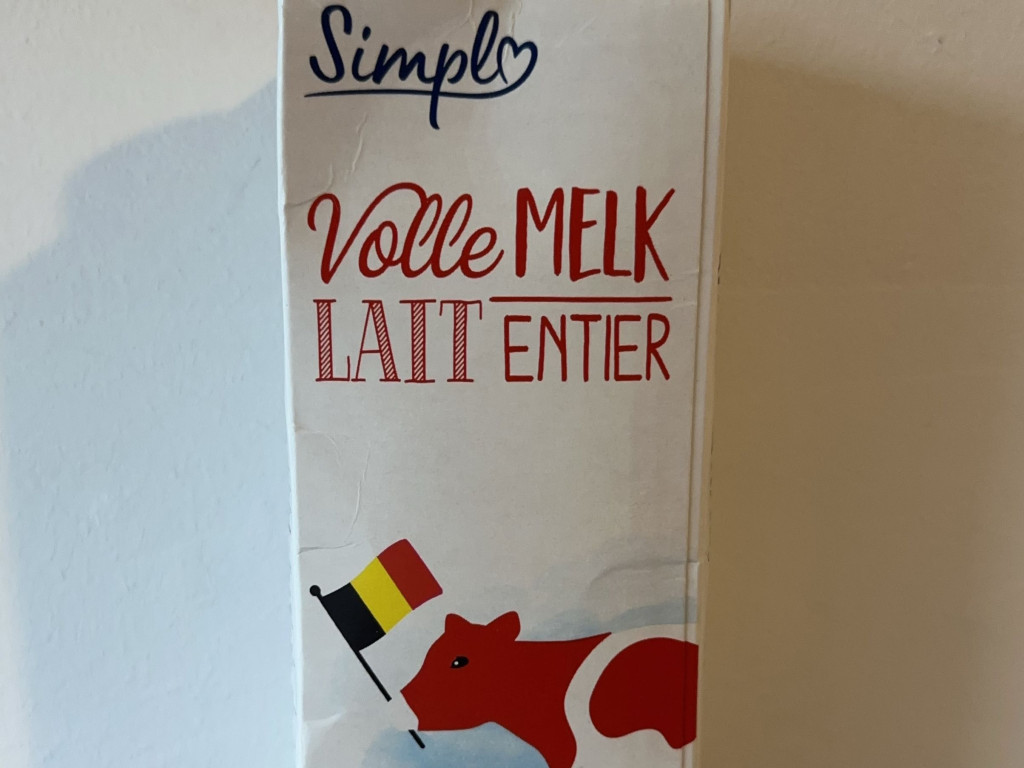 Simpl
Volle MELK
LAIT ENTIER